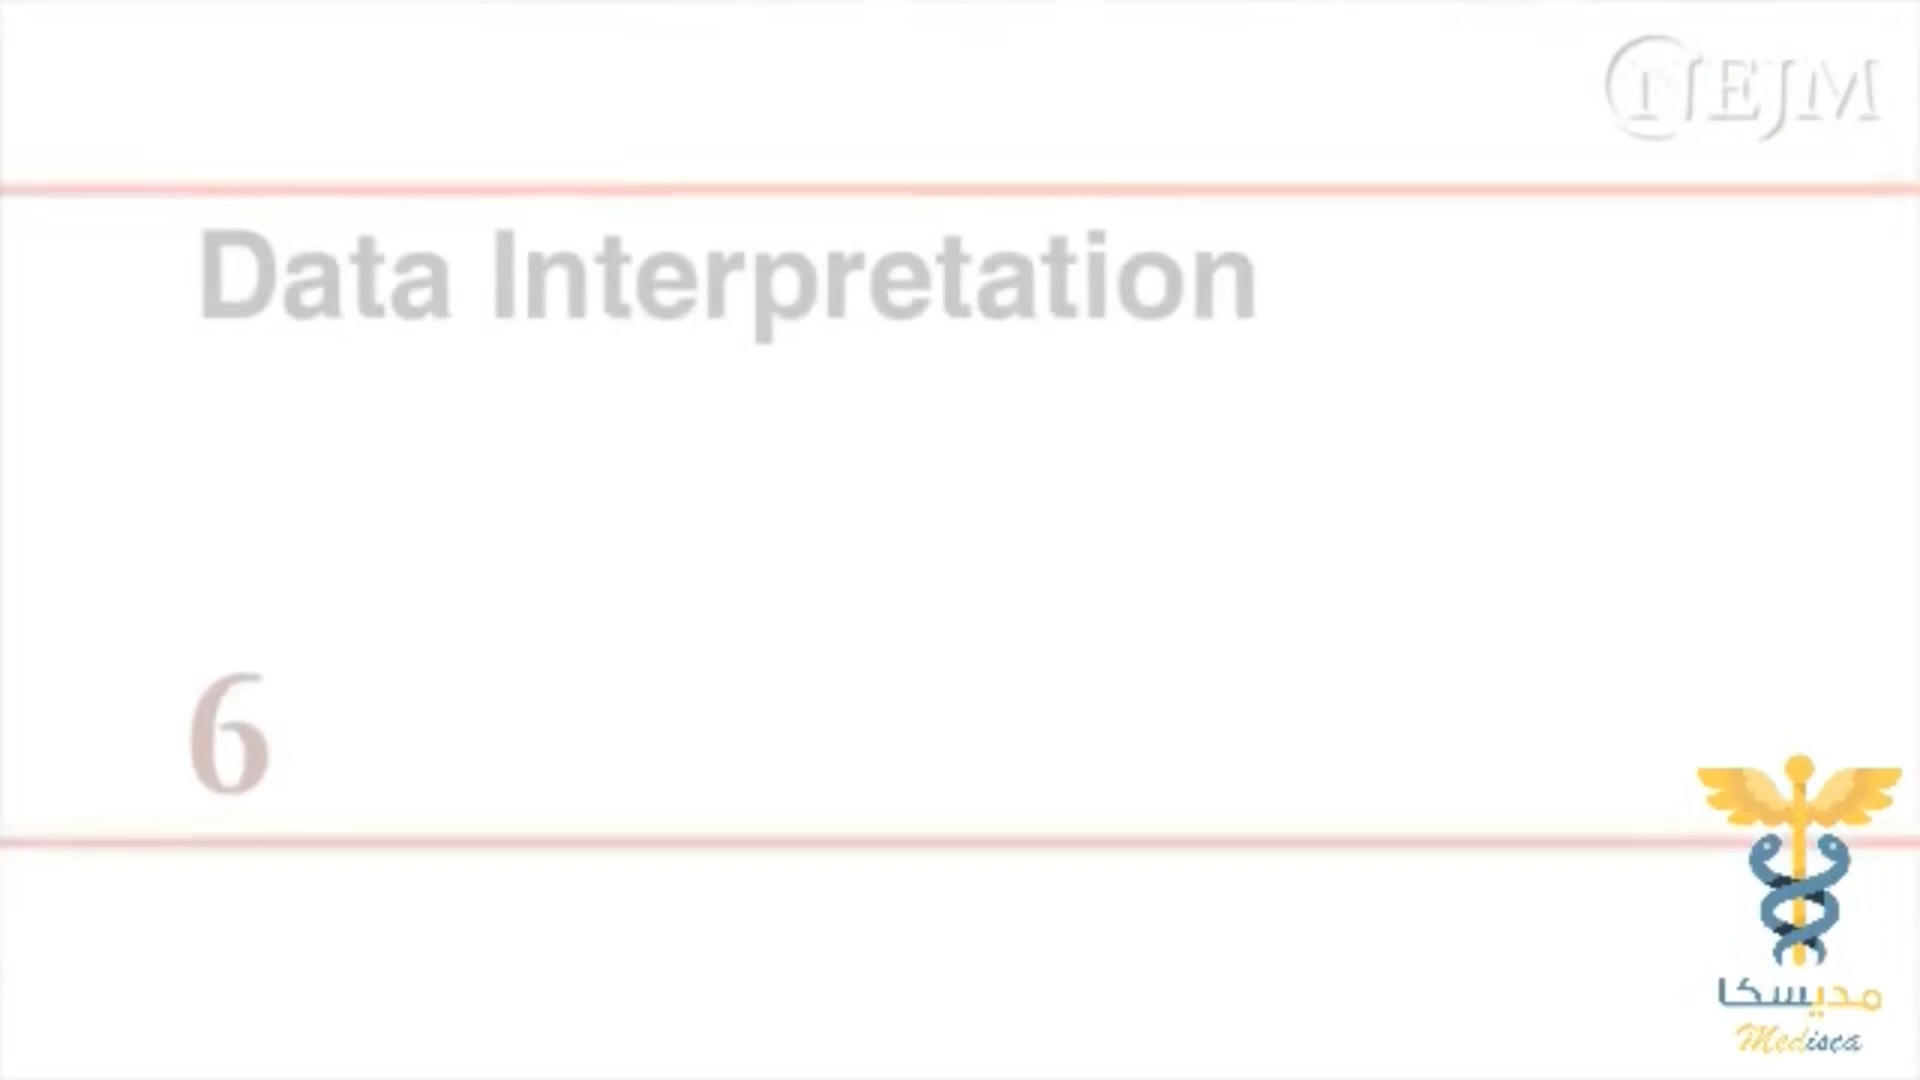 NEJM
Data Interpretation
6
مديسكا
Medisca